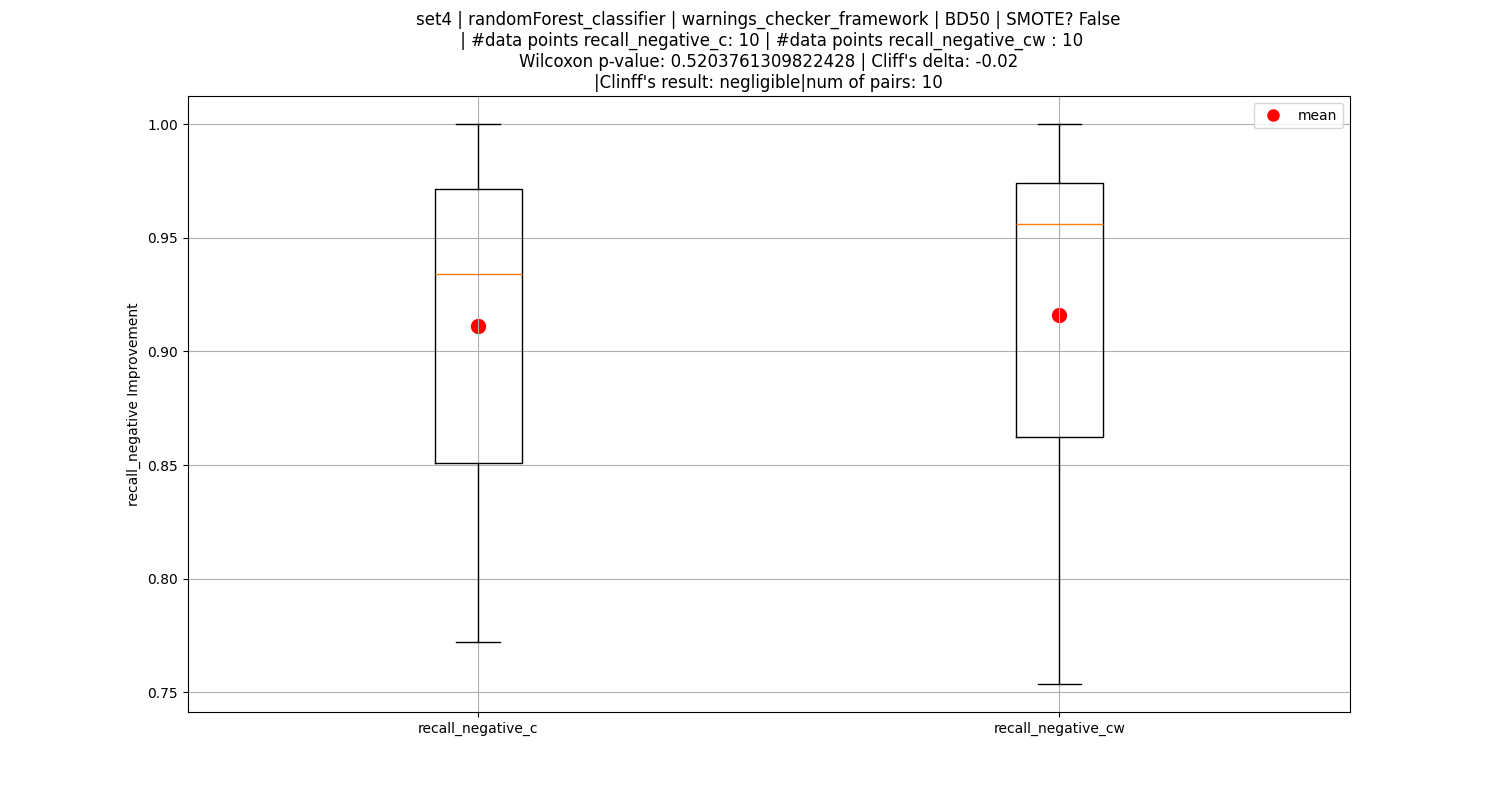 set4 | randomForest_classifier | warnings_checker_framework | BD50 | SMOTE? False
| #data points recall_negative_c: 10 | #data points recall_negative_cw : 10
Wilcoxon p-value: 0.5203761309822428 | Cliff's delta: -0.02
|Clinff's result: negligible|num of pairs: 10
mean
1.00
0.95
0.90
0.85
0.80
0.75
recall_negative Improvement
recall_negative_c
recall_negative_cw